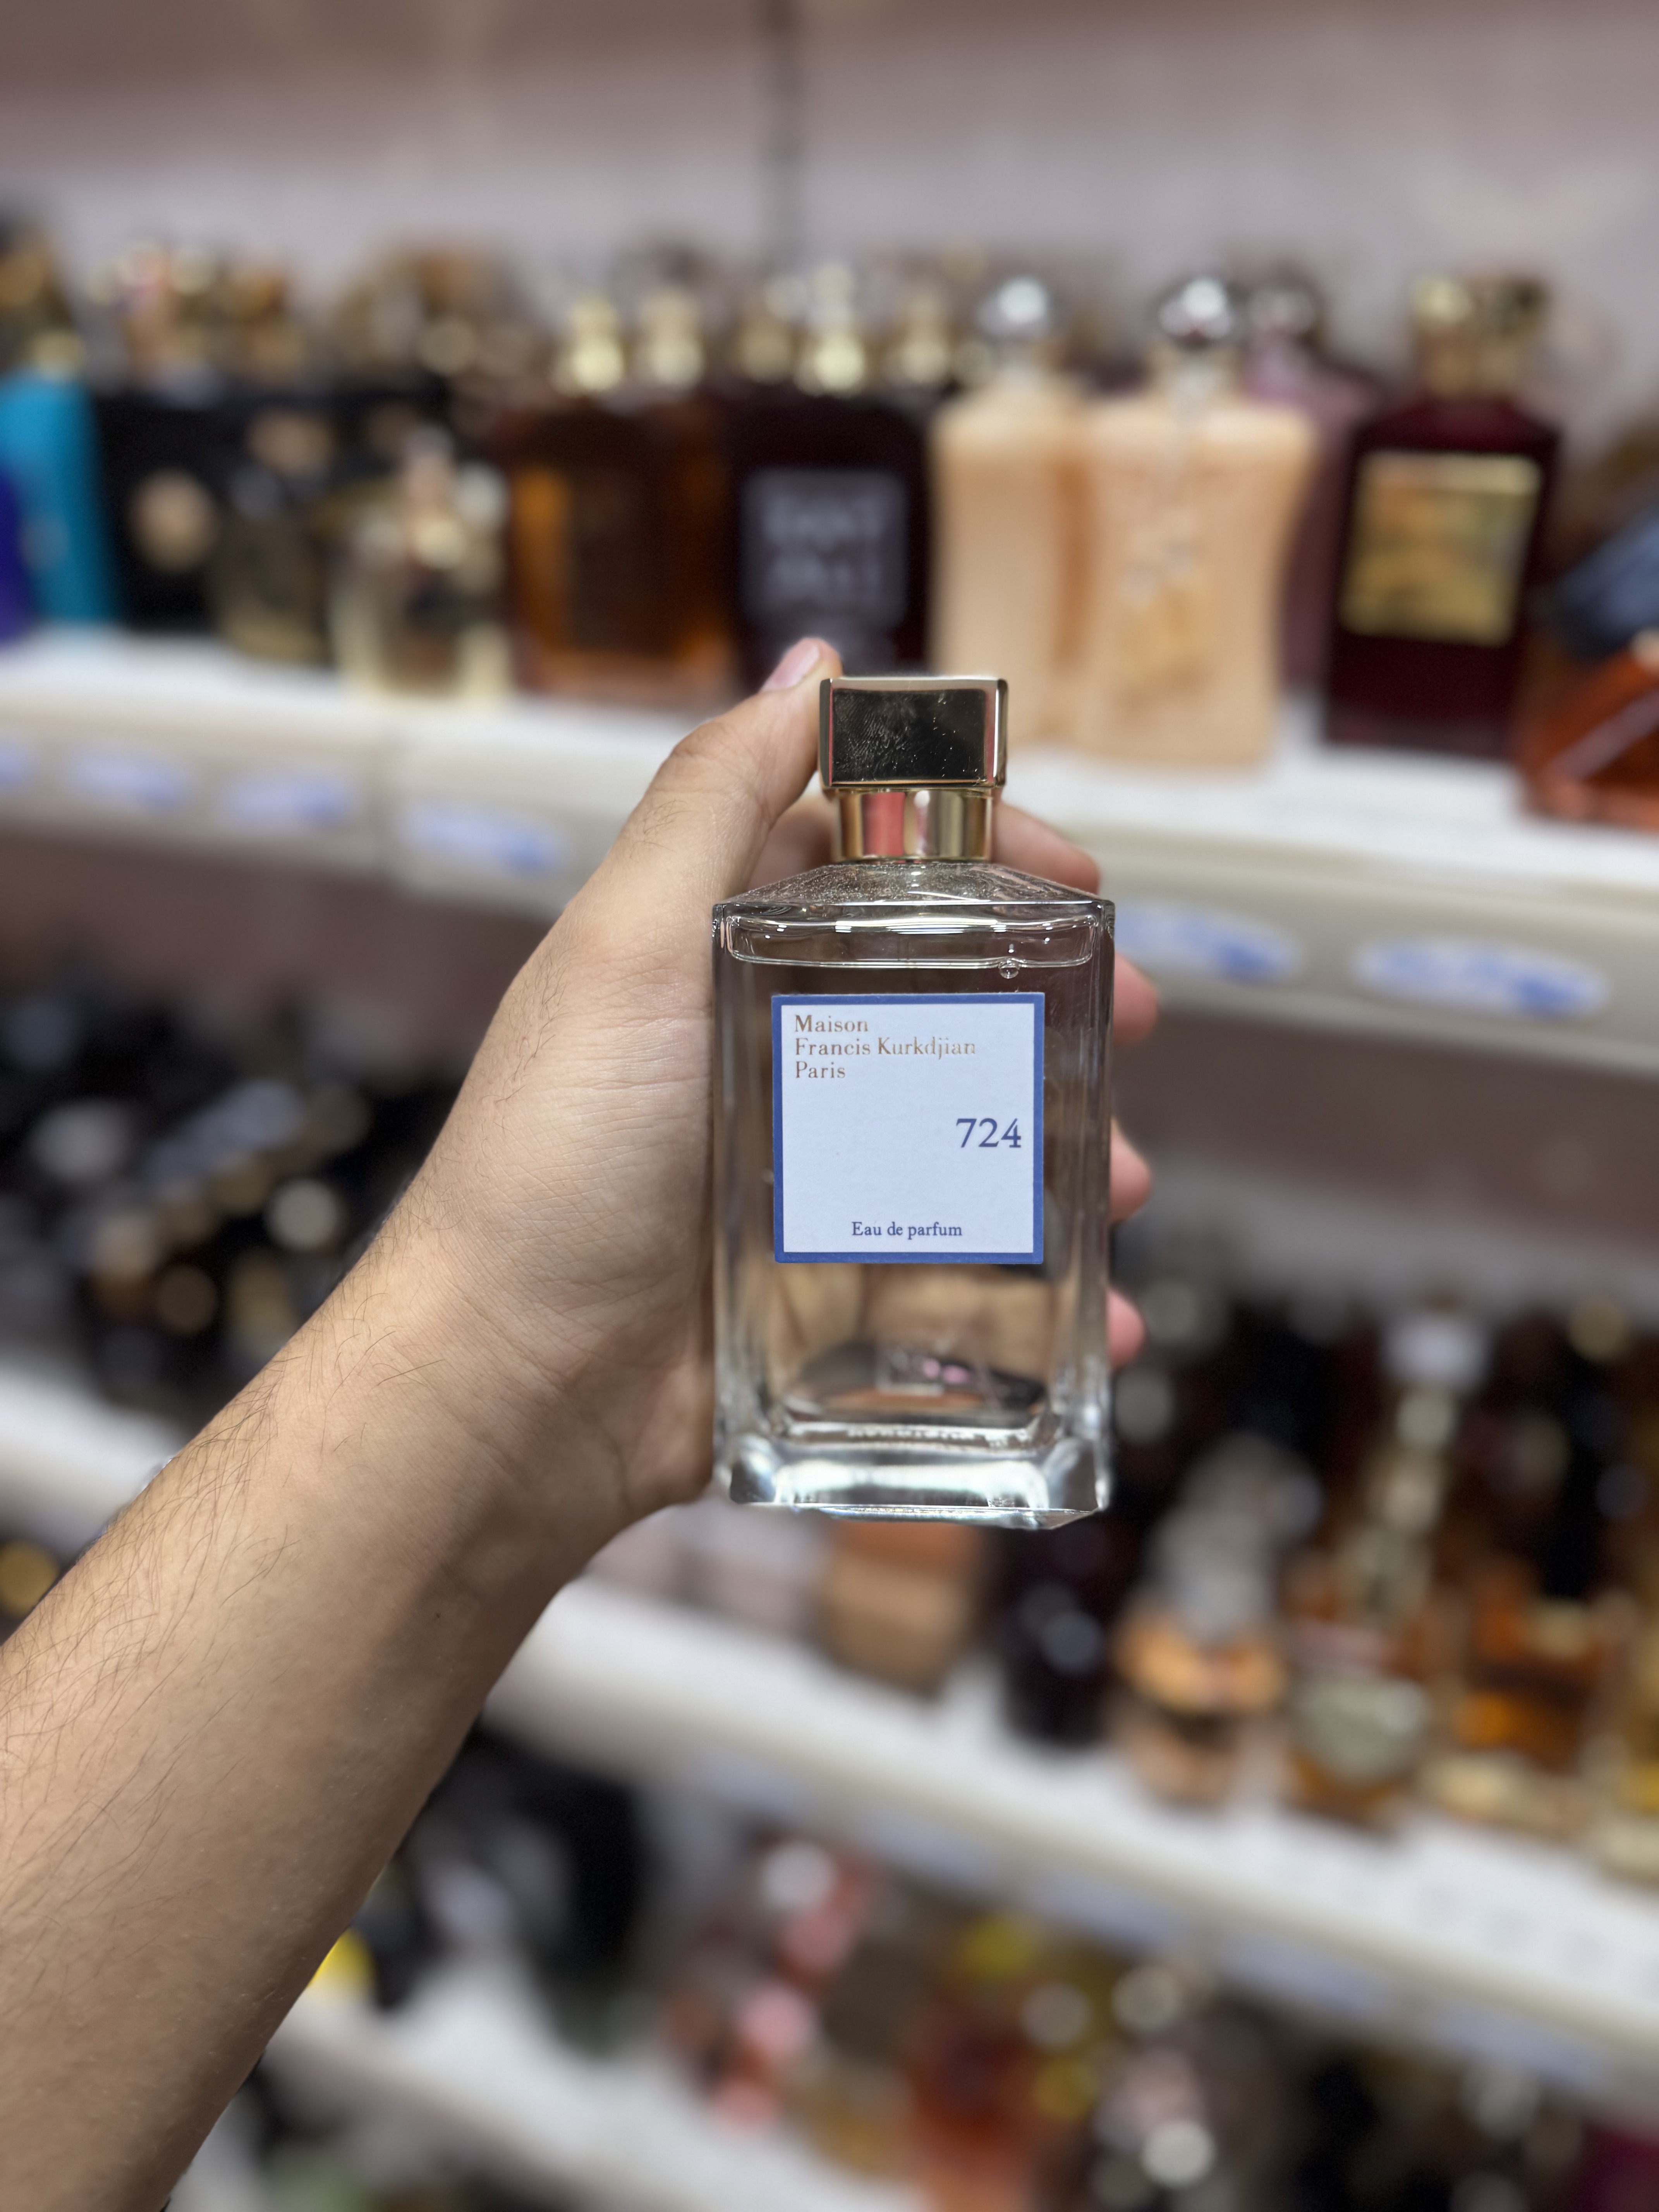 Maison
Francis Kurkdjian
Paris
724
Eau de parfum